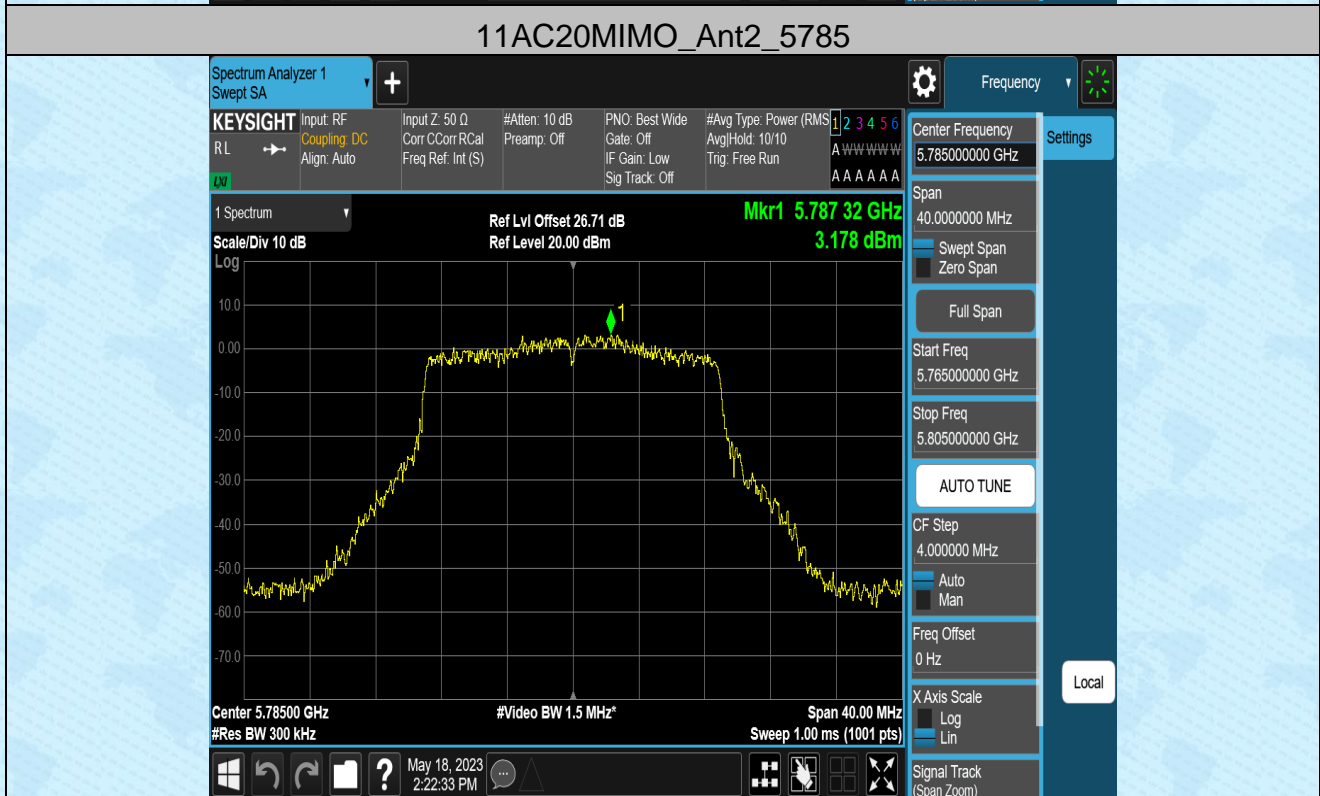 11AC20MIMO_Ant2_5785
Spectrum Analyzer 1
Swept SA
Frequency
KEYSIGHT
RL
LXI
Input: RF
Coupling: DC
Align: Auto
Input Z: 50 Ω
Corr CCorr RCal
Freq Ref: Int (S)
#Atten: 10 dB
Preamp: Off
PNO: Best Wide
Gate: Off
IF Gain: Low
Sig Track: Off
#Avg Type: Power (RMS
Avg|Hold: 10/10
Trig: Free Run
1 2 3 4 5 6
A W W W W W
A A A A A A
Center Frequency
5.785000000 GHz
Settings
Span
40.0000000 MHz
Swept Span
Zero Span
Full Span
Start Freq
5.765000000 GHz
Stop Freq
5.805000000 GHz
AUTO TUNE
CF Step
4.000000 MHz
Auto
Man
Freq Offset
0 Hz
X Axis Scale
Log
Lin
Signal Track
(Span Zoom)
Local
1 Spectrum
Scale/Div 10 dB
Log
Ref Lvl Offset 26.71 dB
Ref Level 20.00 dBm
Mkr1 5.787 32 GHz
3.178 dBm
1
10.0
0.00
-10.0
-20.0
-30.0
-40.0
-50.0
-60.0
-70.0
Center 5.78500 GHz
#Res BW 300 kHz
#Video BW 1.5 MHz*
Span 40.00 MHz
Sweep 1.00 ms (1001 pts)
?
May 18, 2023
2:22:33 PM